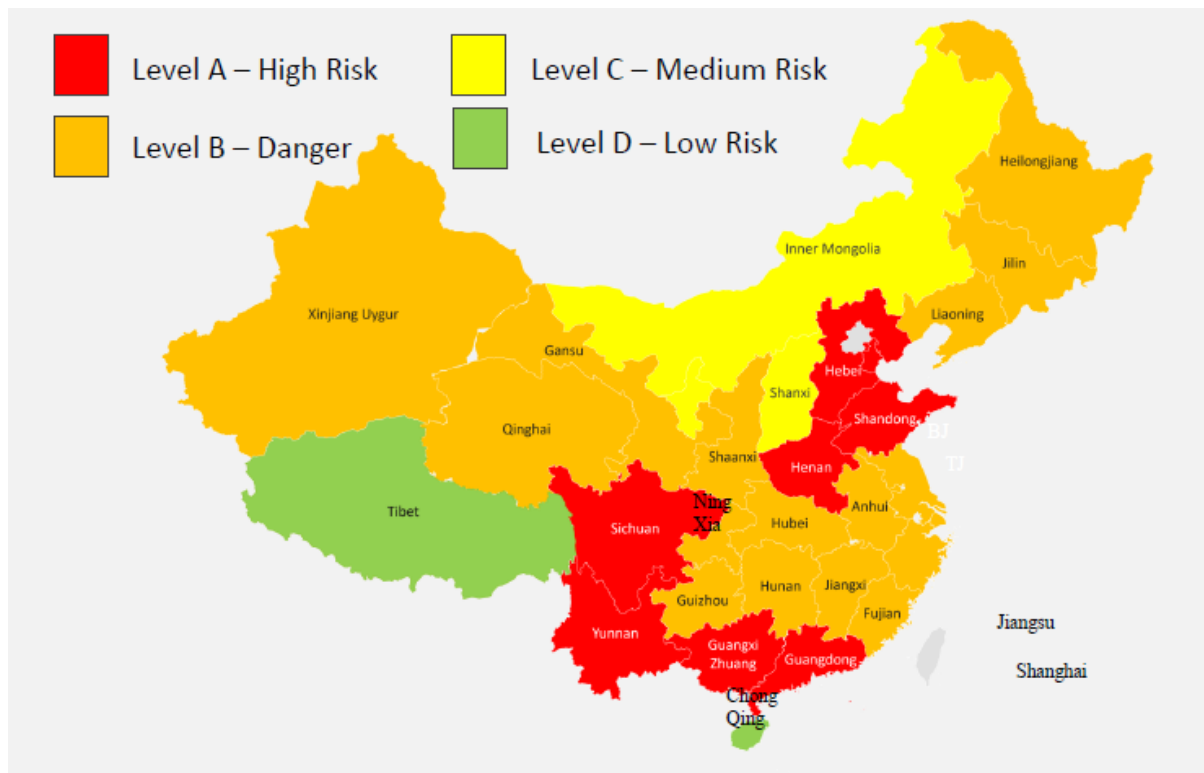 Level A – High Risk
Level C – Medium Risk
Level B – Danger
Level D – Low Risk
Heilongjiang
Inner Mongolia
Jilin
Xinjiang Uygur
Liaoning
Gansu
Hebei
Shanxi
Shandong
Qinghai
BJ
Shaanxi
Henan
TJ
Ning
Xia
Anhui
Tibet
Sichuan
Hubei
Hunan
Jiangxi
Guizhou
Fujian
Jiangsu
Yunnan
Guangxi
Zhuang
Guangdong
Shanghai
Chong
Qing